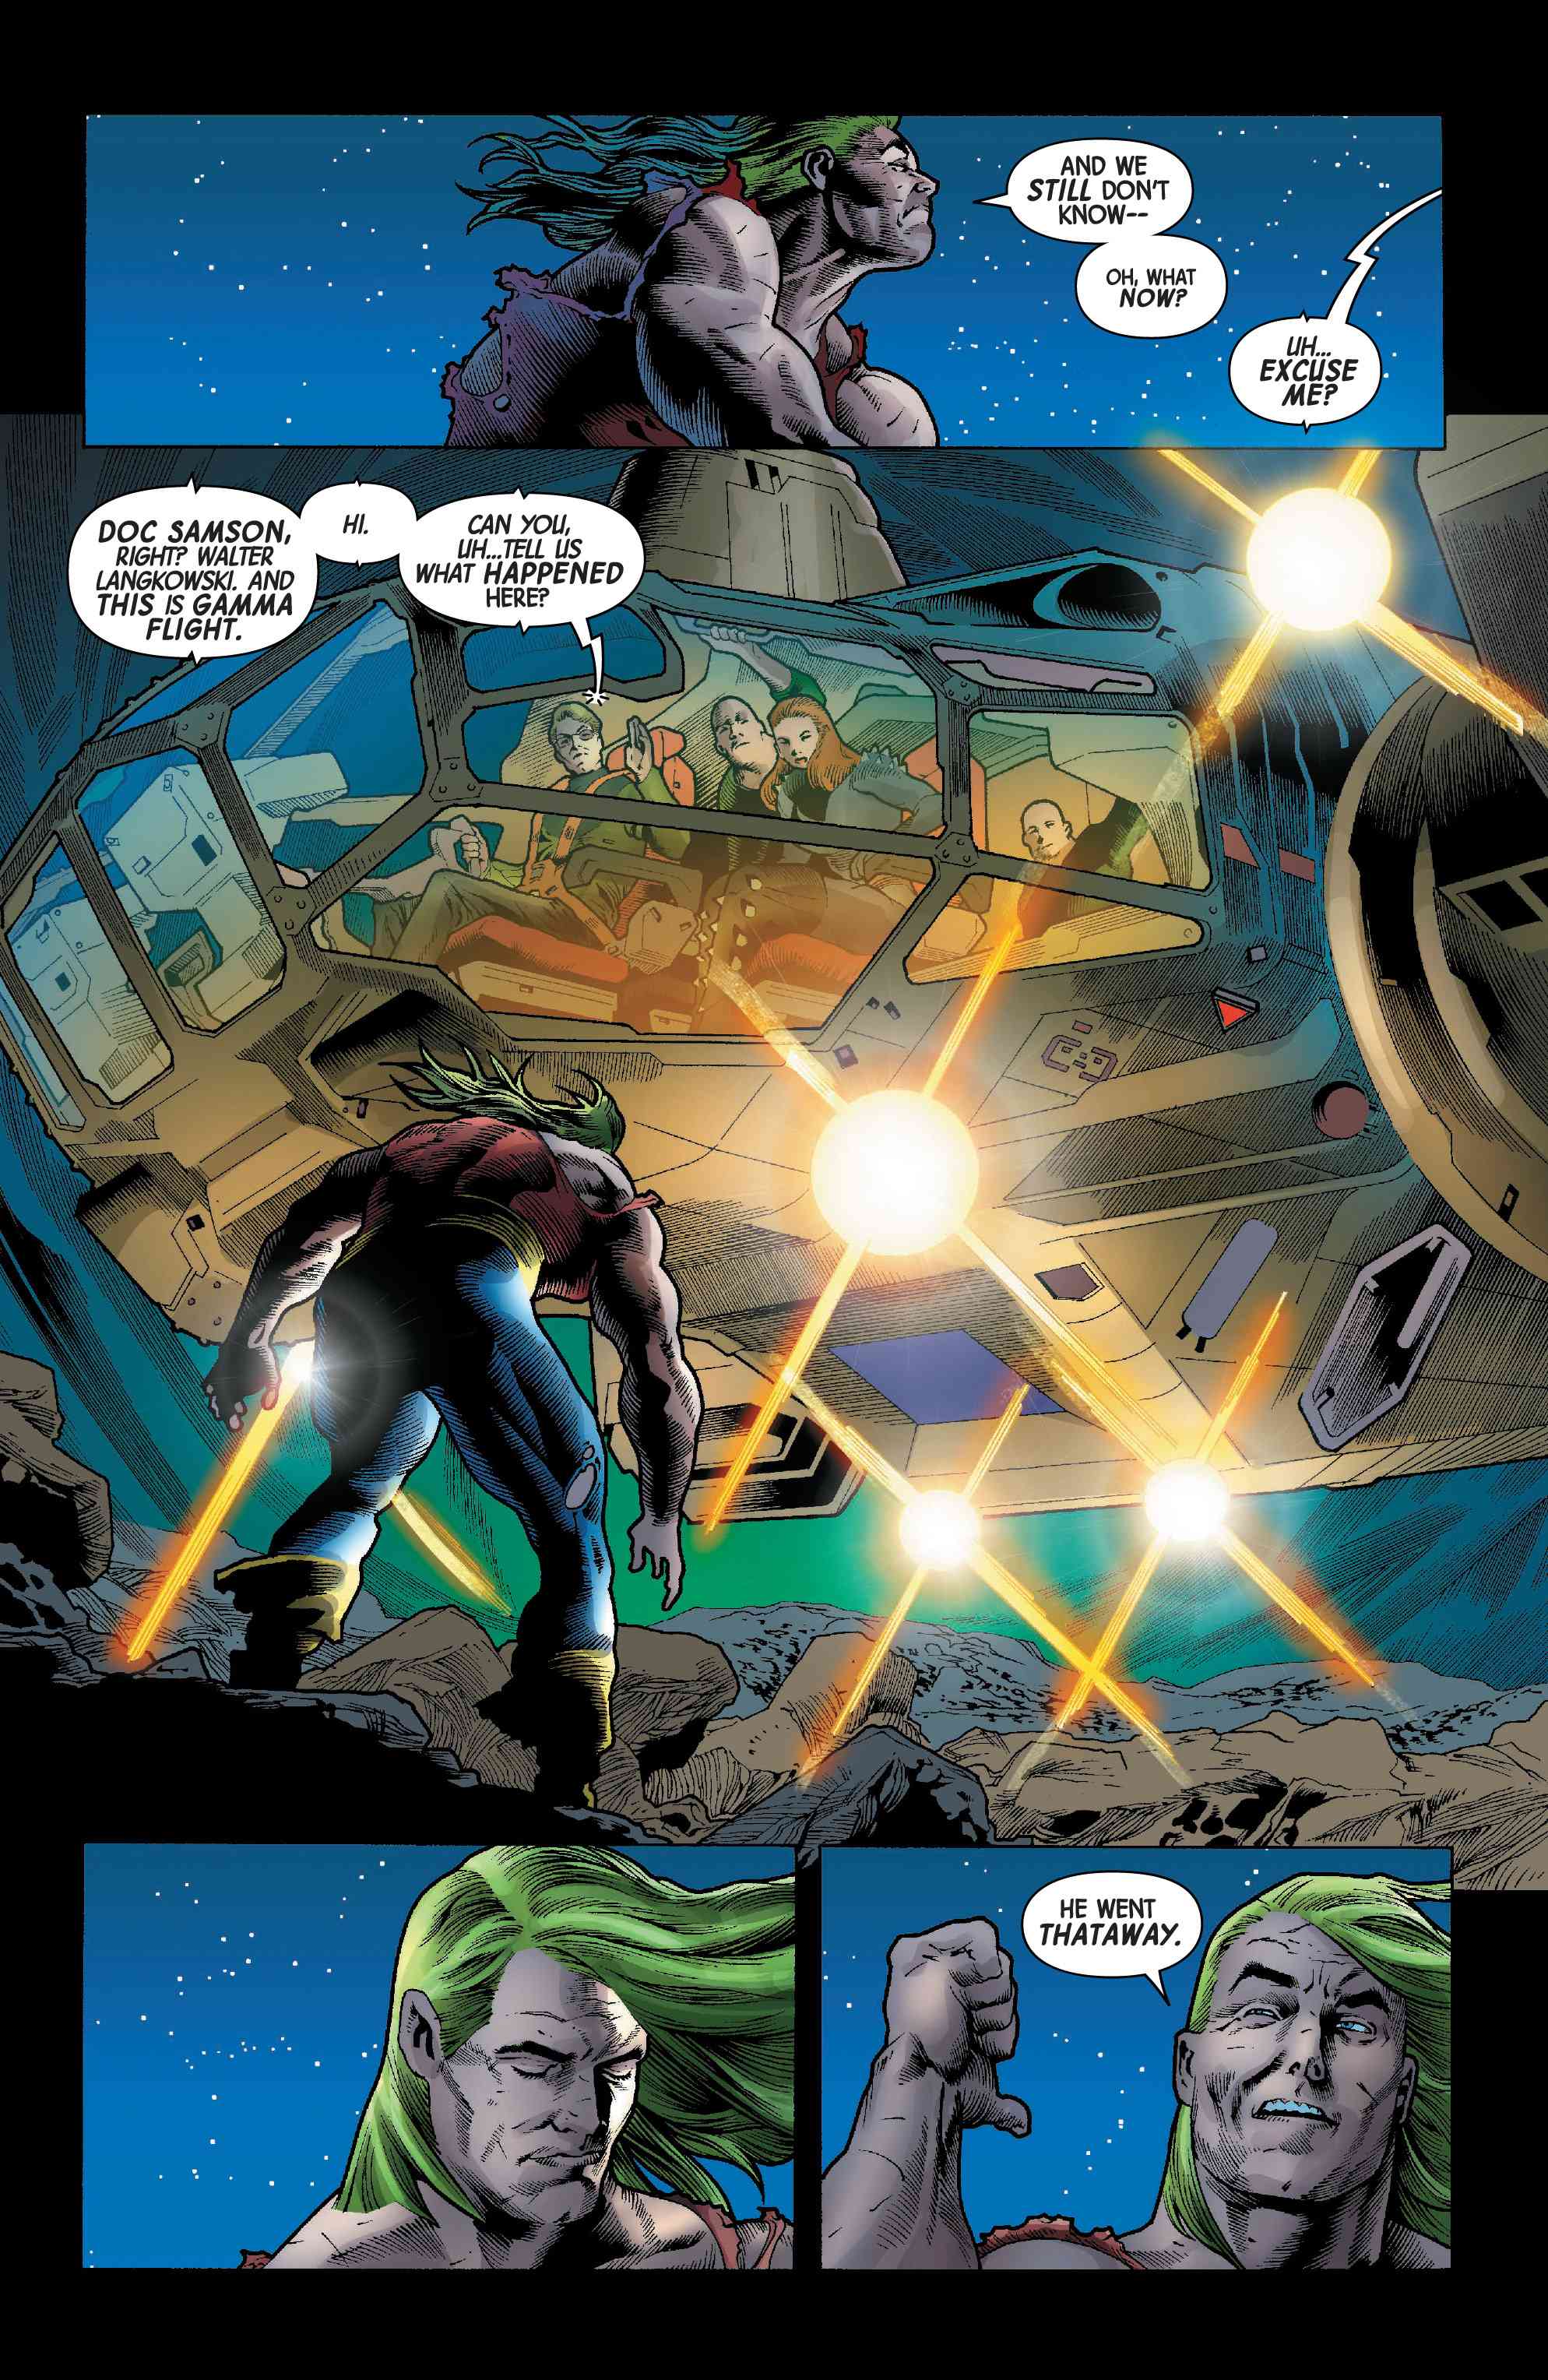 AND WE
STILL DON'T
KNOW--
OH, WHAT
NOW?
UH...
EXCUSE
ME?
DOC SAMSON,
RIGHT? WALTER
LANGKOWSKI. AND
THIS IS GAMMA
FLIGHT.
HI.
CAN YOU,
UH...TELL US
WHAT HAPPENED
HERE?
HE WENT
THATAWAY.